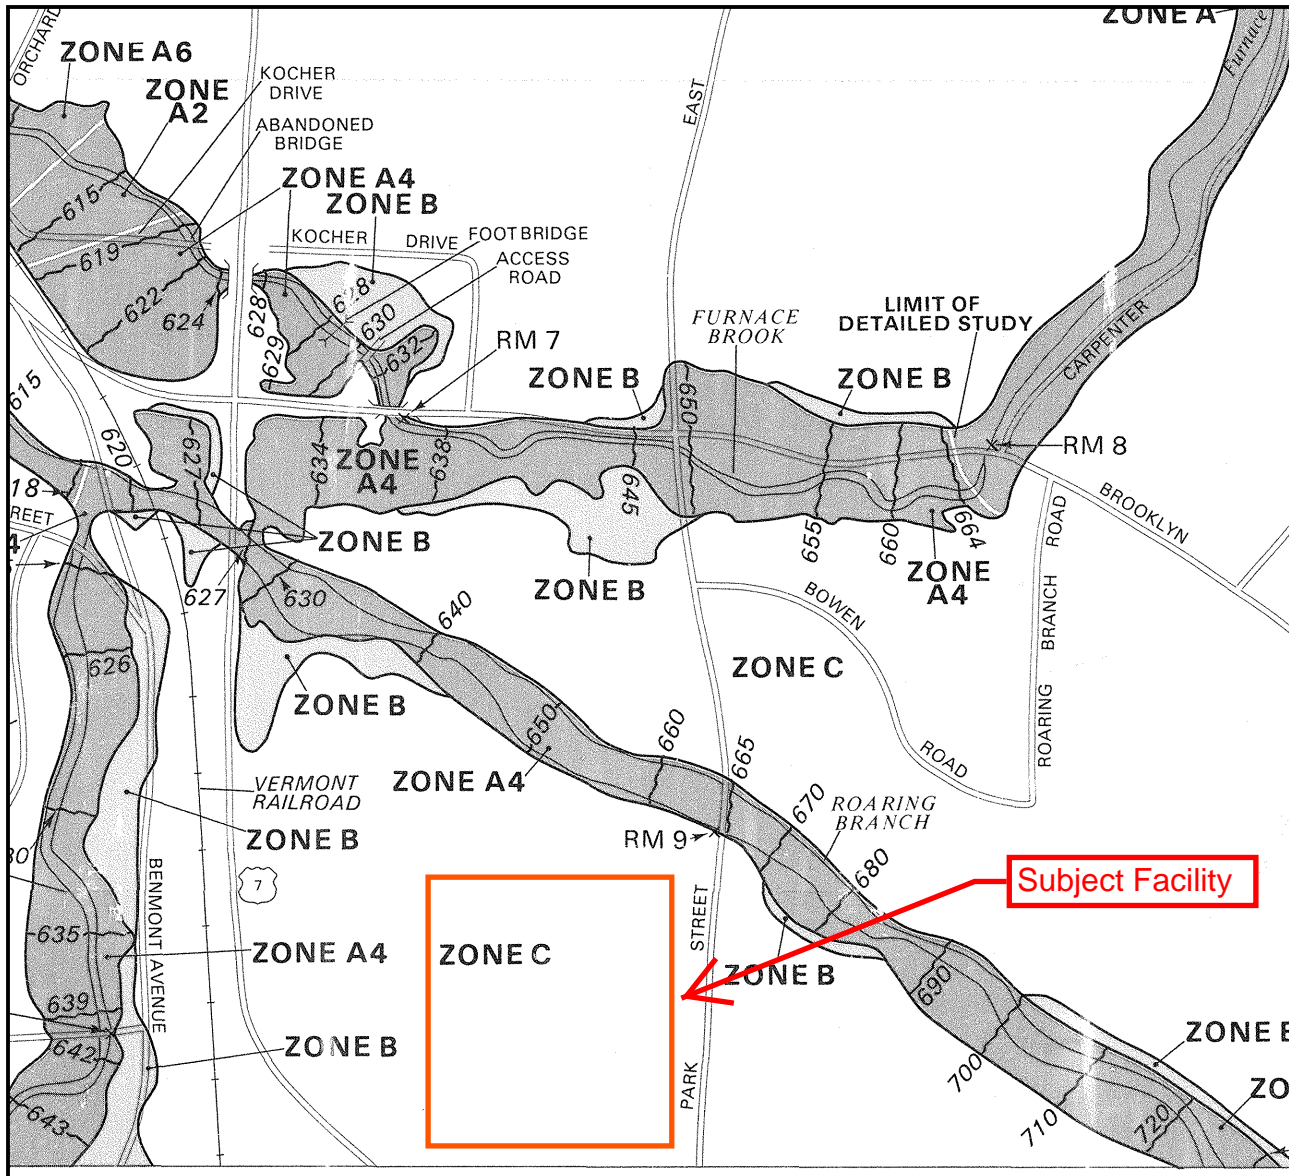 ZONE A
Furnace
ORCHARD
ZONE A6
KOCHER
DRIVE
ZONE
A2
ABANDONED
BRIDGE
EAST
ZONE A4
ZONE B
KOCHER
DRIVE
FOOTBRIDGE
ACCESS
ROAD
615
619
622
624
628
628
629
630
632
RM 7
FURNACE
BROOK
LIMIT OF
DETAILED STUDY
CARPENTER
ZONE B
ZONE B
650
615
620
627
634
638
ZONE
A4
645
655
660
664
RM 8
BROOKLYN
ROAD
BRANCH
ROARING
18
REET
4
ZONE B
ZONE B
ZONE
A4
627
630
640
BOWEN
ROAD
626
ZONE C
ZONE B
650
660
665
670
680
ZONE A4
VERMONT
RAILROAD
ROARING
BRANCH
RM 9
ZONE B
30
BENMONT AVENUE
7
Subject Facility
STREET
PARK
635
ZONE A4
ZONE C
ZONE B
690
639
642
643
ZONE B
700
710
720
ZONE B
ZO